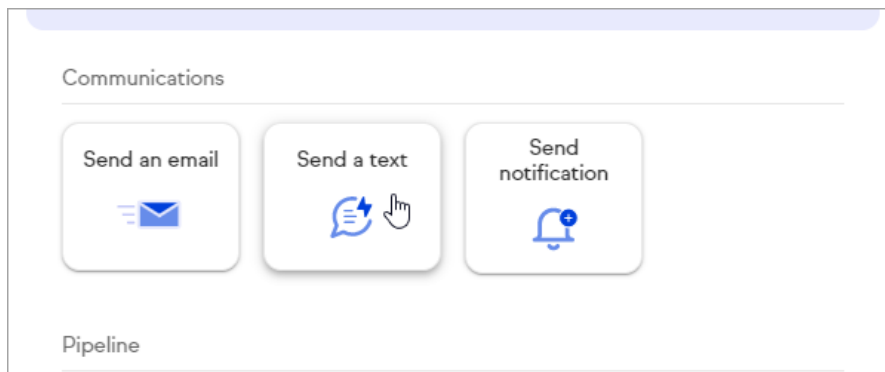 Communications
Send an email
Send a text
Send
notification
Pipeline